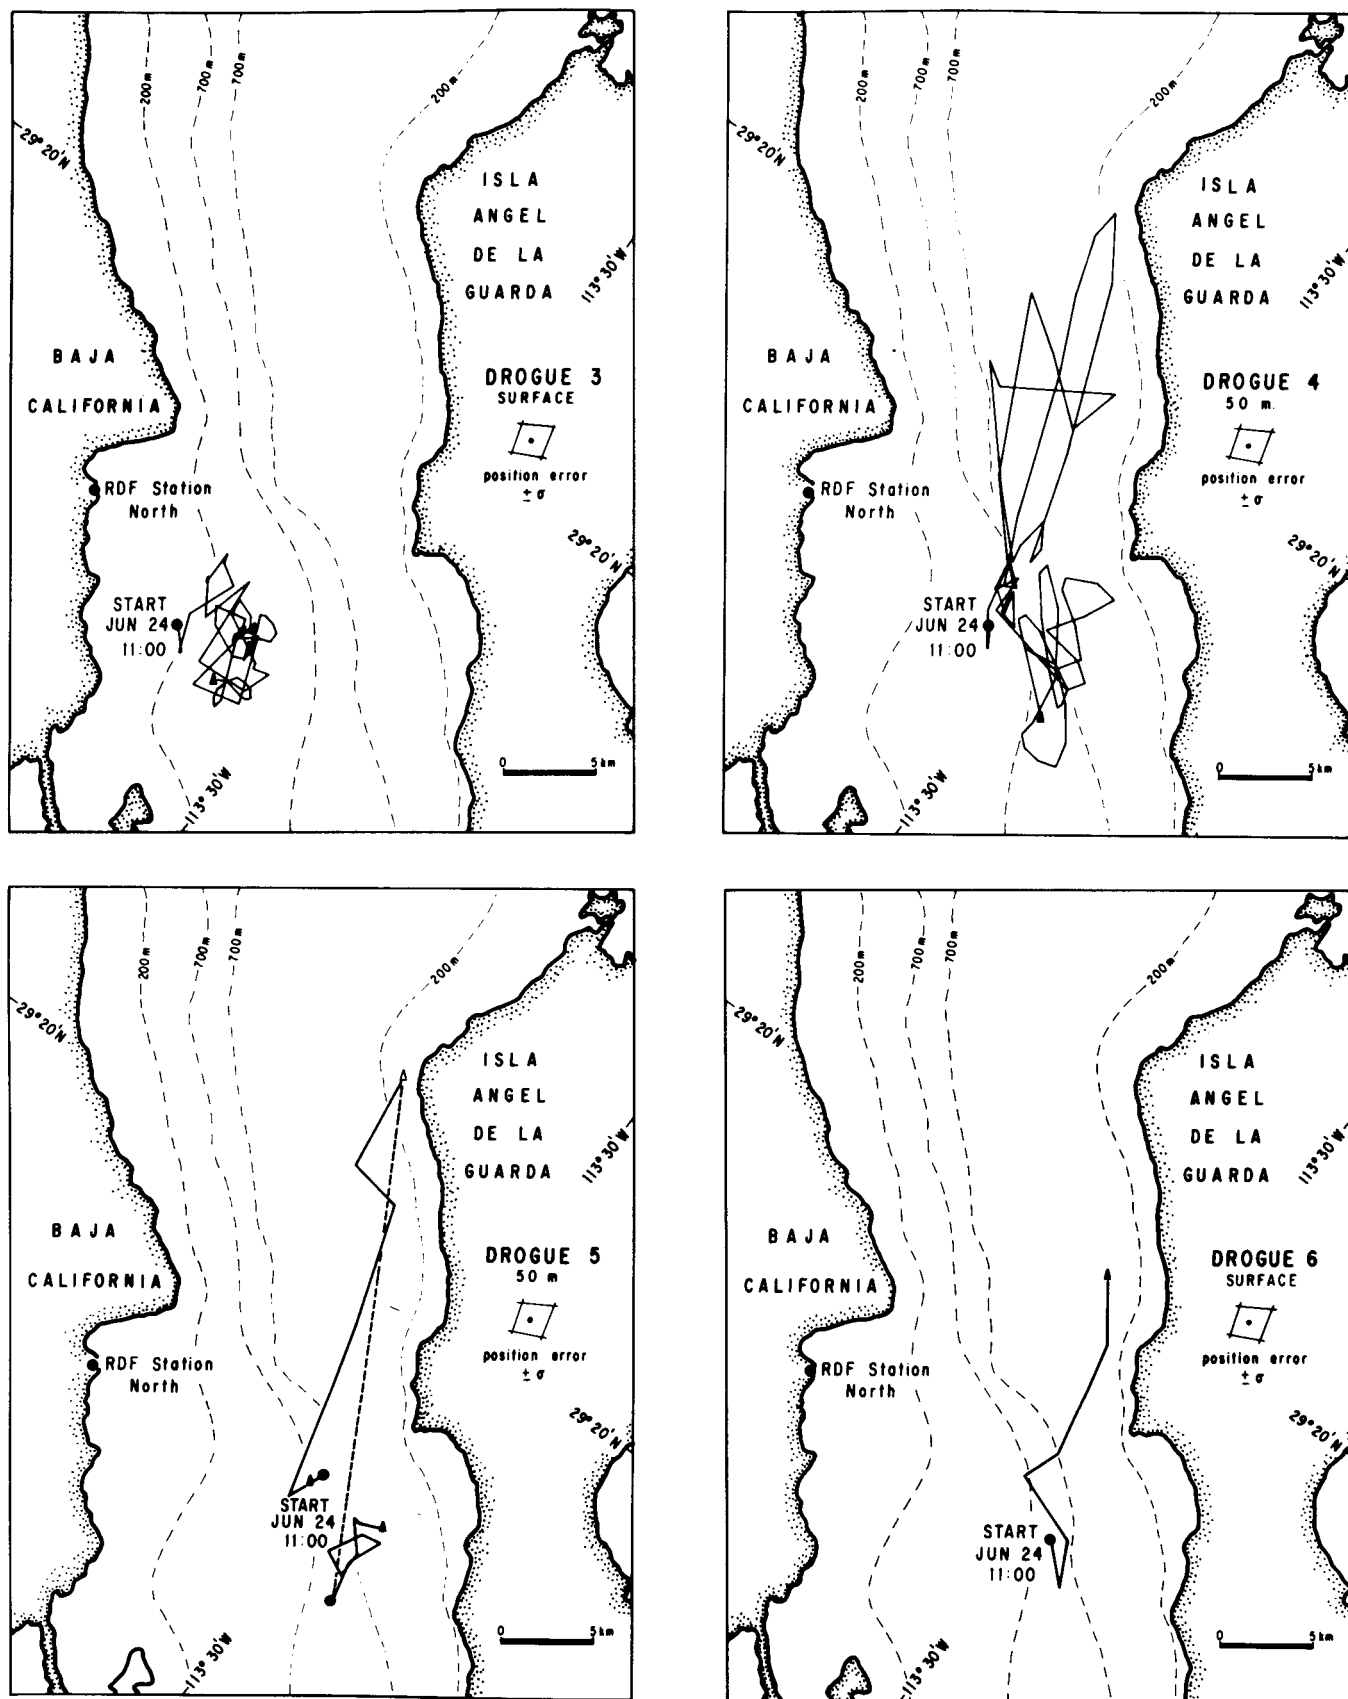 200m
700m
700m
200m
29° 20'N
ISLA
ANGEL
DE LA
GUARDA
113° 30'W
BAJA
CALIFORNIA
DROGUE 3
SURFACE
position error
± σ
RDF Station
North
29° 20'N
START
JUN 24
11:00
0 5km
113° 30'W
200m
700m
700m
200m
29° 20'N
ISLA
ANGEL
DE LA
GUARDA
113° 30'W
BAJA
CALIFORNIA
DROGUE 4
50 m.
position error
± σ
RDF Station
North
29° 20'N
START
JUN 24
11:00
0 5km
113° 30'W
200m
700m
700m
200m
29° 20'N
ISLA
ANGEL
DE LA
GUARDA
113° 30'W
BAJA
CALIFORNIA
DROGUE 5
50 m
position error
± σ
RDF Station
North
29° 20'N
START
JUN 24
11:00
0 5km
113° 30'W
200m
700m
700m
200m
29° 20'N
ISLA
ANGEL
DE LA
GUARDA
113° 30'W
BAJA
CALIFORNIA
DROGUE 6
SURFACE
position error
± σ
RDF Station
North
29° 20'N
START
JUN 24
11:00
0 5km
113° 30'W